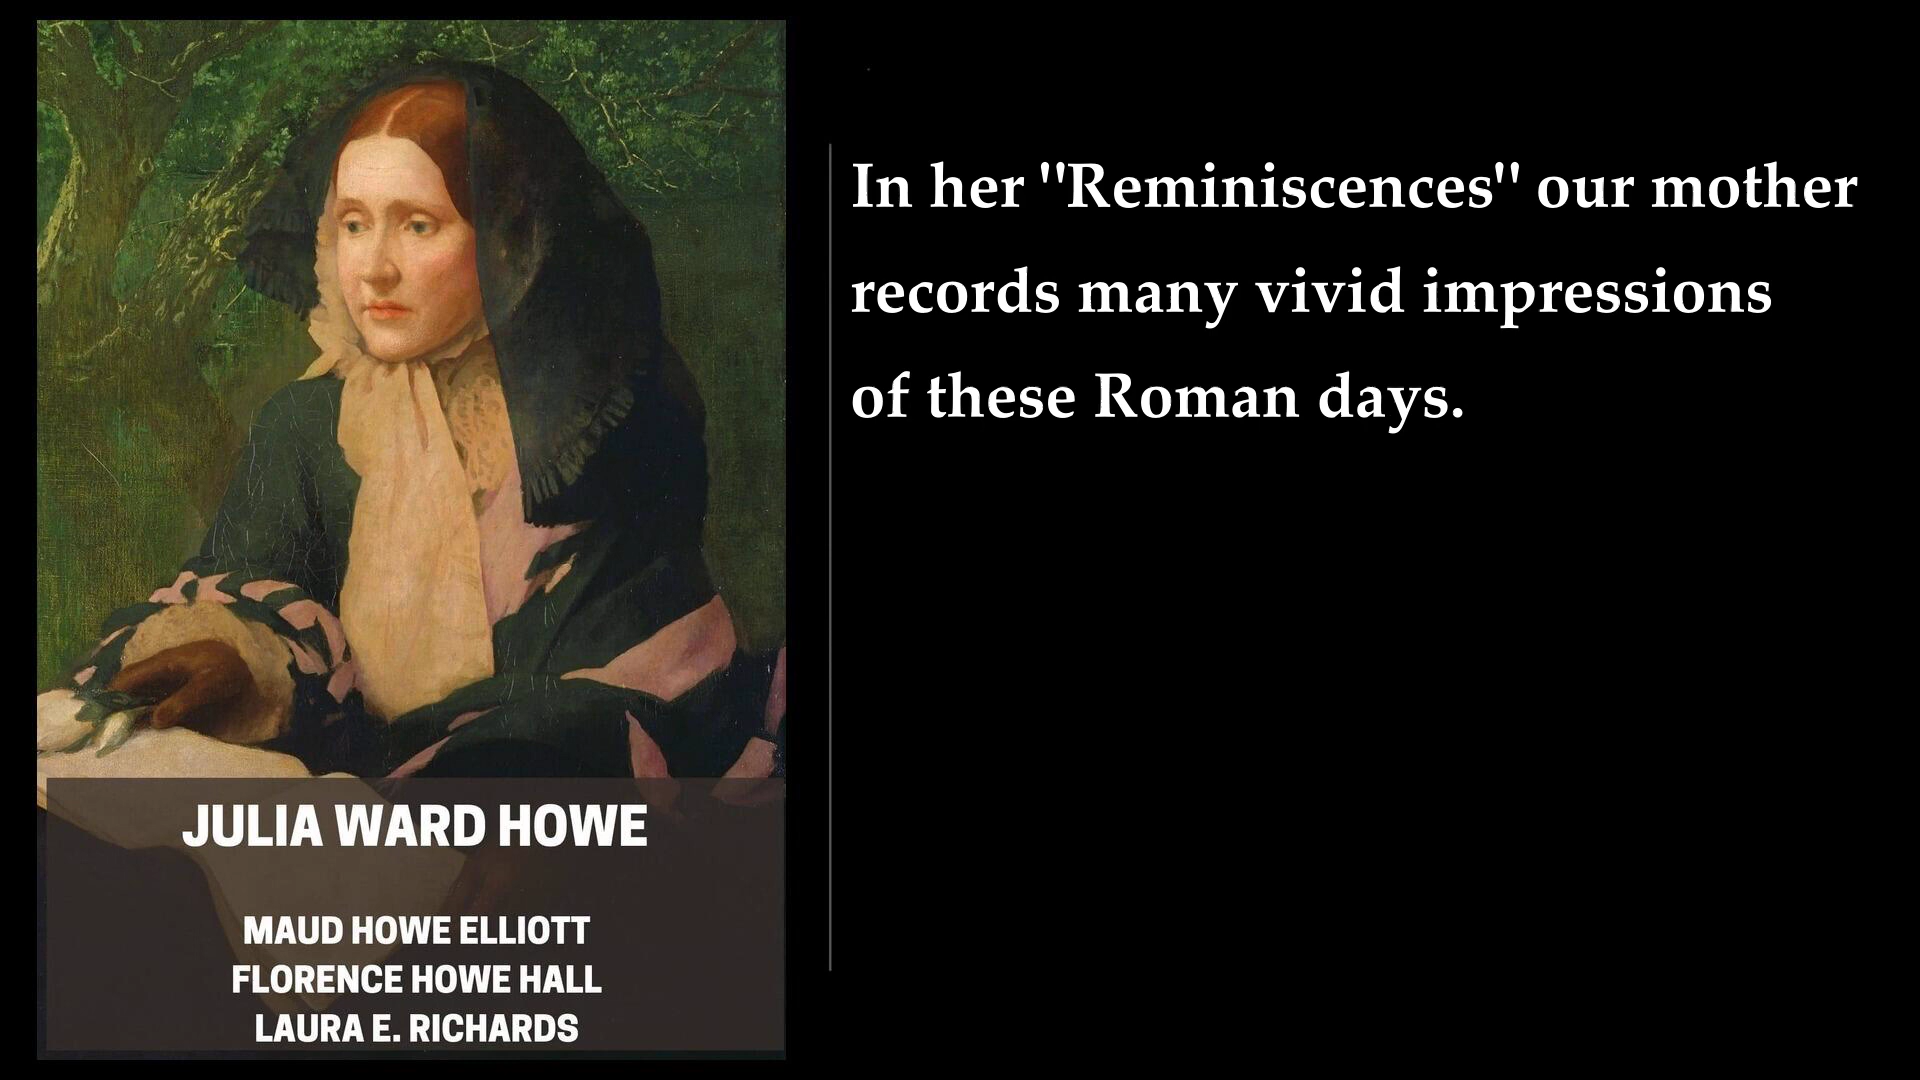 JULIA WARD HOWE
MAUD HOWE ELLIOTT
FLORENCE HOWE HALL
LAURA E. RICHARDS
In her "Reminiscences" our mother
records many vivid impressions
of these Roman days.